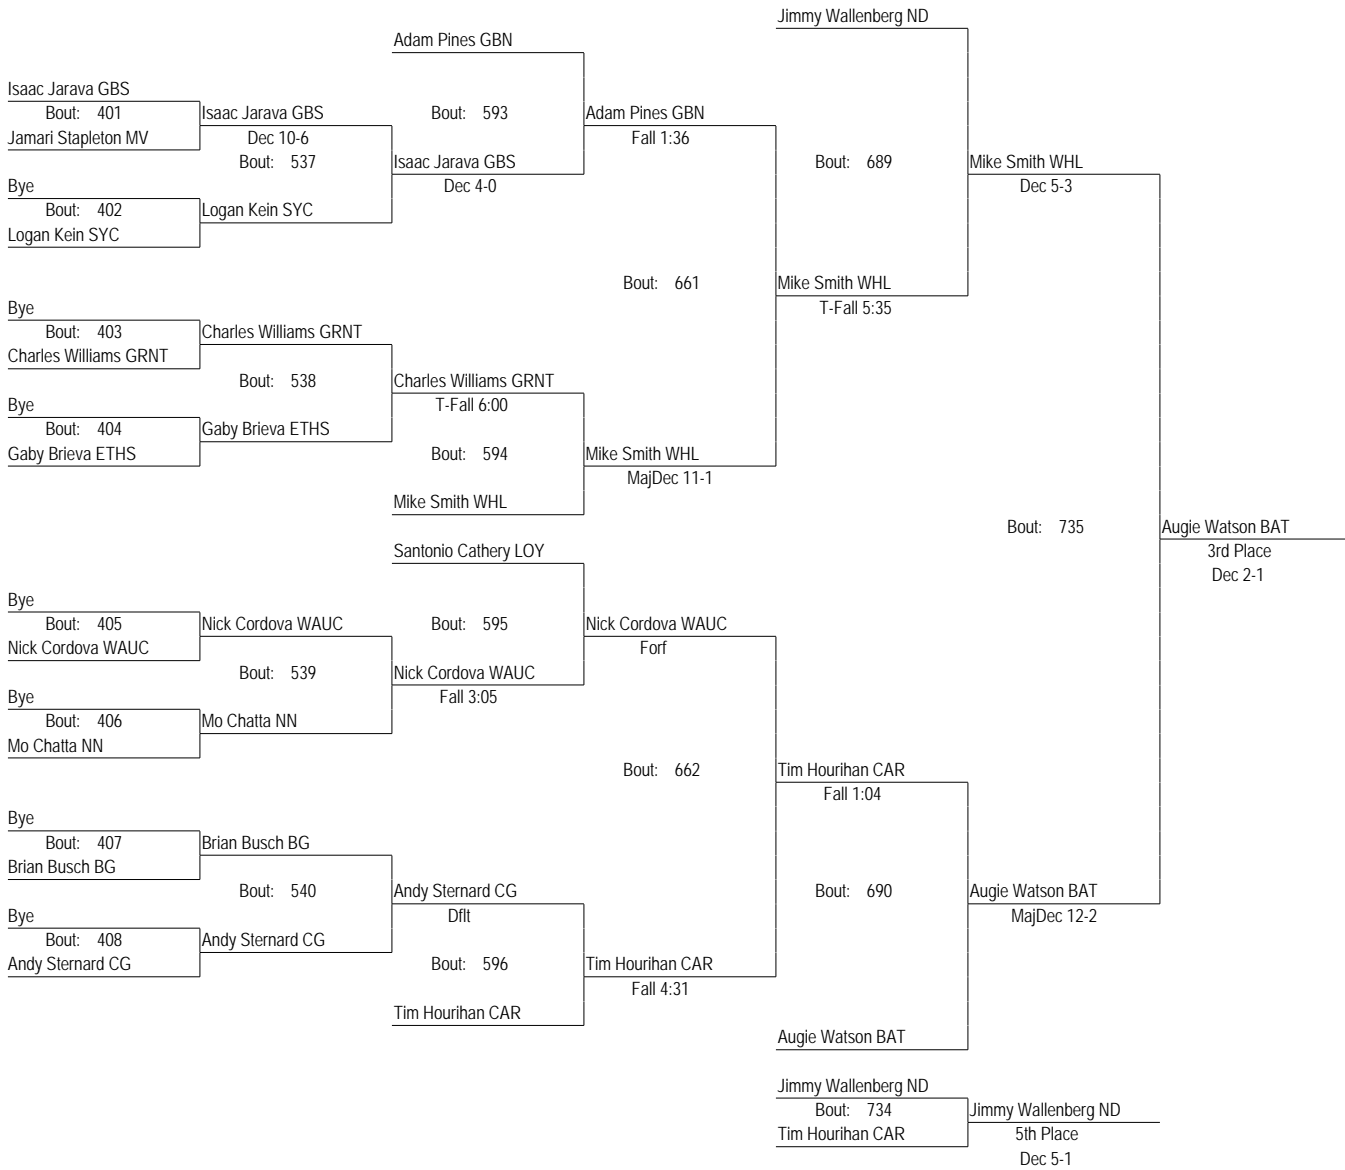 Jimmy Wallenberg ND
Adam Pines GBN
Isaac Jarava GBS
Bout: 401
Isaac Jarava GBS
Bout: 593
Adam Pines GBN
Jamari Stapleton MV
Dec 10-6
Fall 1:36
Bout: 537
Isaac Jarava GBS
Bout: 689
Mike Smith WHL
Bye
Dec 4-0
Dec 5-3
Bout: 402
Logan Kein SYC
Logan Kein SYC
Bout: 661
Mike Smith WHL
Bye
T-Fall 5:35
Bout: 403
Charles Williams GRNT
Charles Williams GRNT
Bout: 538
Charles Williams GRNT
Bye
T-Fall 6:00
Bout: 404
Gaby Brieva ETHS
Gaby Brieva ETHS
Bout: 594
Mike Smith WHL
MajDec 11-1
Mike Smith WHL
Bout: 735
Augie Watson BAT
Santonio Cathery LOY
3rd Place
Dec 2-1
Bye
Bout: 405
Nick Cordova WAUC
Bout: 595
Nick Cordova WAUC
Nick Cordova WAUC
Forf
Bout: 539
Nick Cordova WAUC
Bye
Fall 3:05
Bout: 406
Mo Chatta NN
Mo Chatta NN
Bout: 662
Tim Hourihan CAR
Fall 1:04
Bye
Bout: 407
Brian Busch BG
Brian Busch BG
Bout: 540
Andy Sternard CG
Bout: 690
Augie Watson BAT
Bye
Dflt
MajDec 12-2
Bout: 408
Andy Sternard CG
Andy Sternard CG
Bout: 596
Tim Hourihan CAR
Fall 4:31
Tim Hourihan CAR
Augie Watson BAT
Jimmy Wallenberg ND
Bout: 734
Jimmy Wallenberg ND
Tim Hourihan CAR
5th Place
Dec 5-1